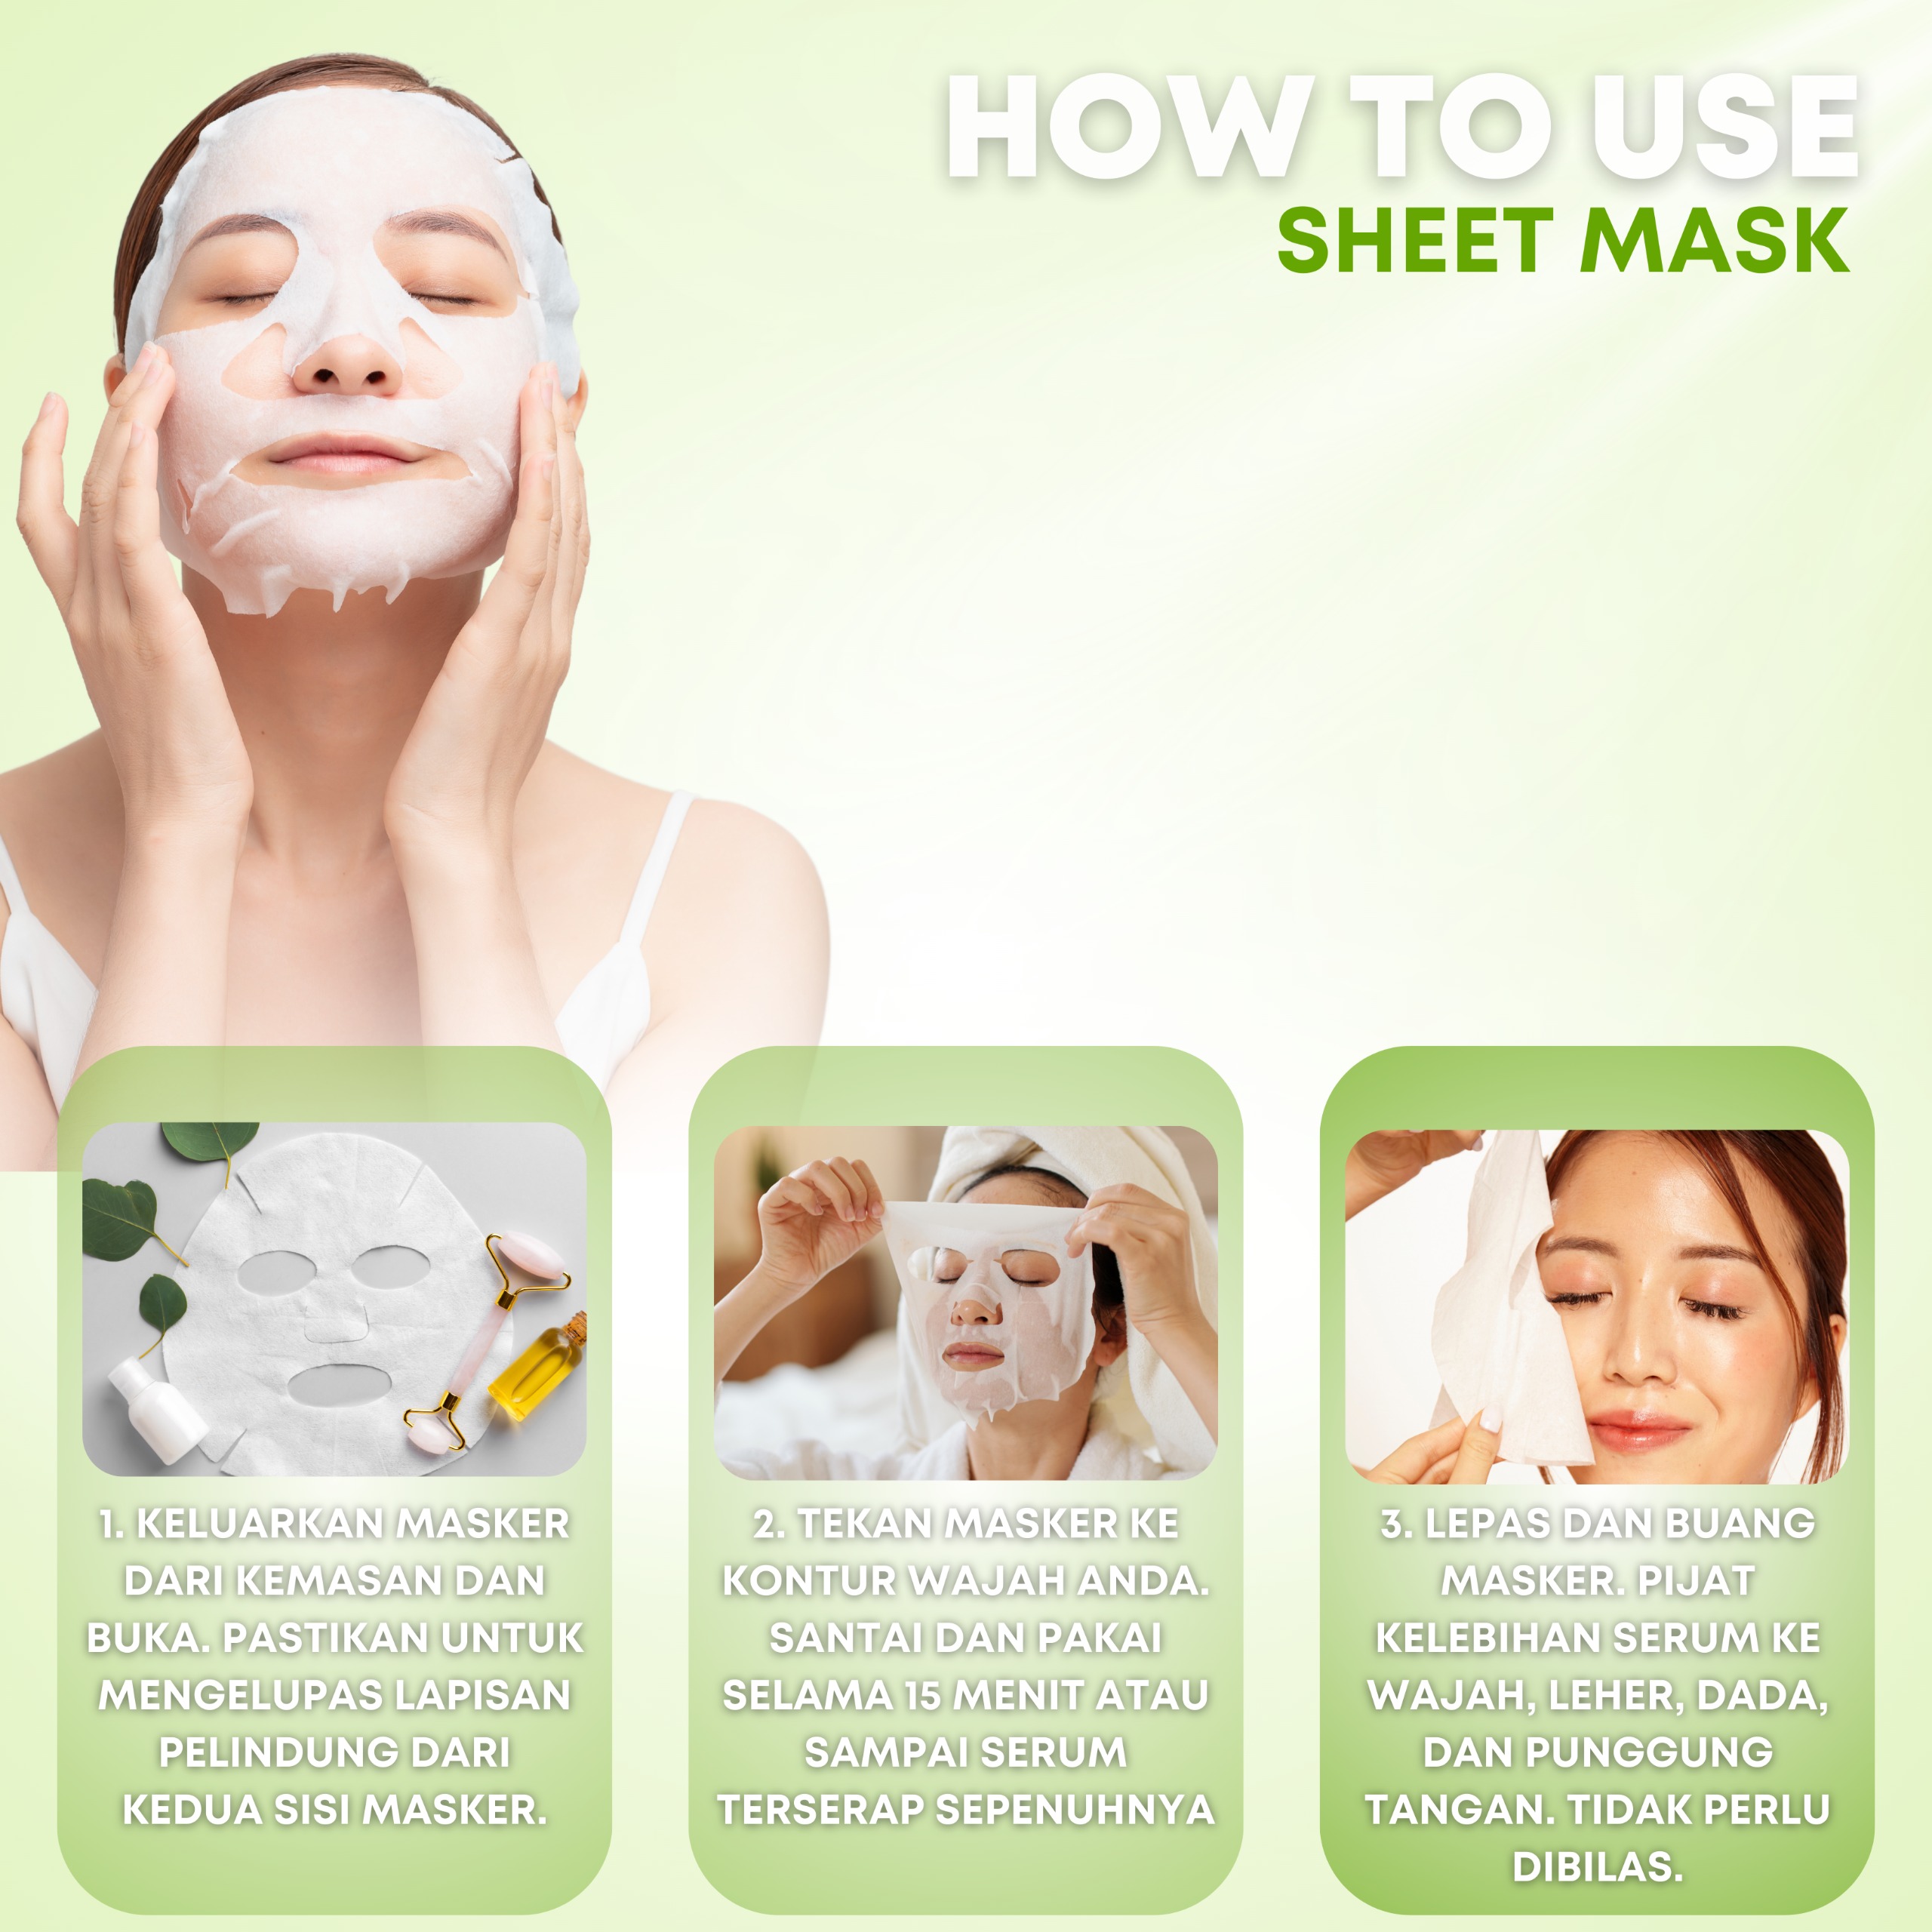 HOW TO USE
SHEET MASK
1. KELUARKAN MASKER
DARI KEMASAN DAN
BUKA. PASTIKAN UNTUK
MENGELUPAS LAPISAN
PELINDUNG DARI
KEDUA SISI MASKER.
2. TEKAN MASKER KE
KONTUR WAJAH ANDA.
SANTAI DAN PAKAI
SELAMA 15 MENIT ATAU
SAMPAI SERUM
TERSERAP SEPENUHNYA
3. LEPAS DAN BUANG
MASKER. PIJAT
KELEBIHAN SERUM KE
WAJAH, LEHER, DADA,
DAN PUNGGUNG
TANGAN. TIDAK PERLU
DIBILAS.